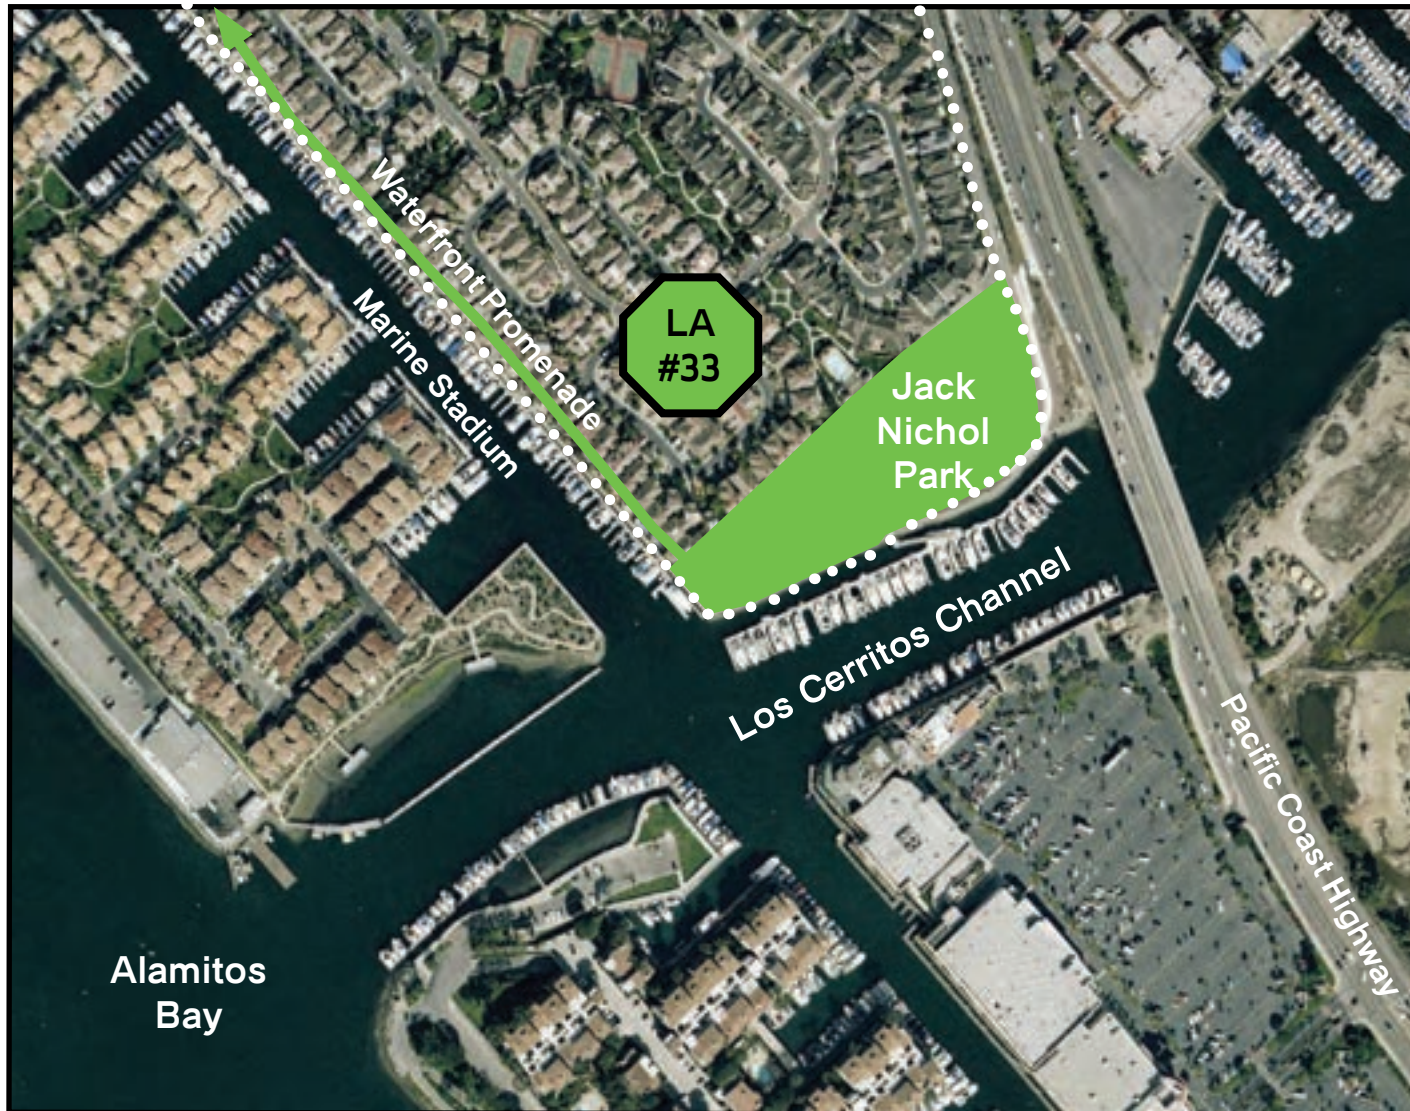 Waterfront Promenade
Marine Stadium
LA
#33
Jack
Nichol
Park
Los Cerritos Channel
Pacific Coast Highway
Alamitos
Bay